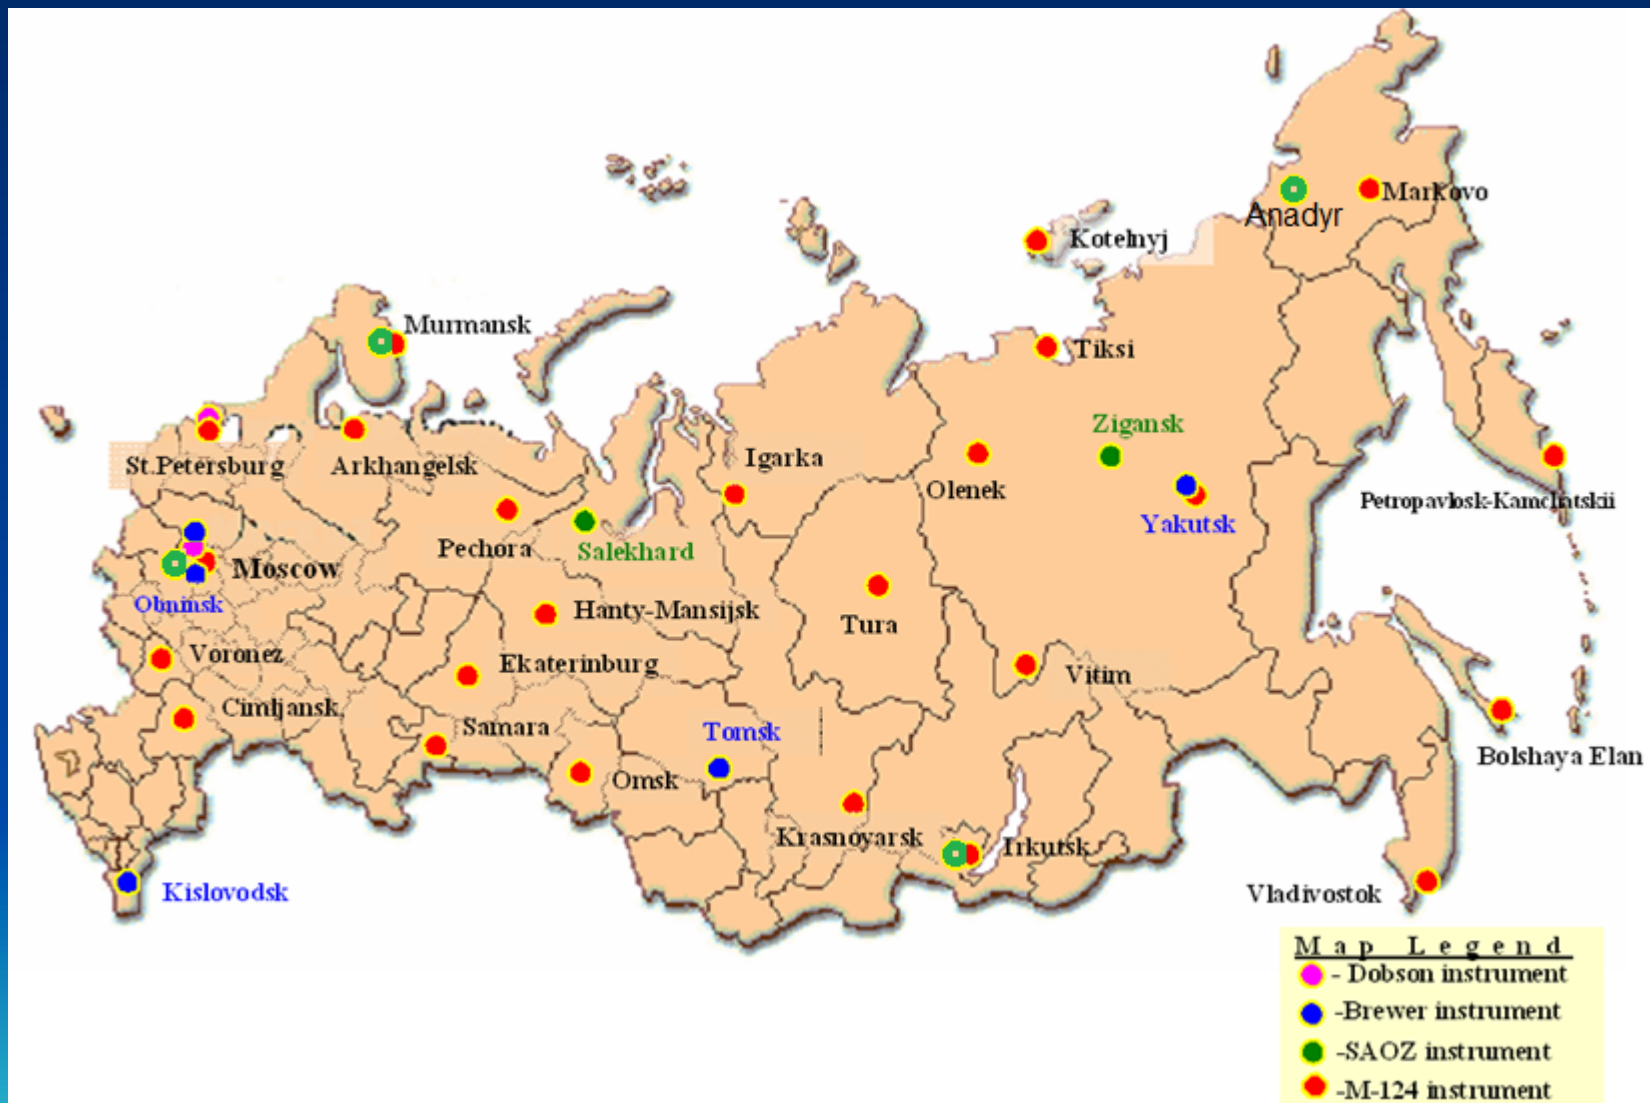 Markovo
Anadyr
Kotelnyj
Murmansk
Tiksi
Zigansk
Igarka
St.Petersburg
Arkhangelsk
Olenek
Petropavlosk-Kamchatskii
Yakutsk
Pechora
Salekhard
Moscow
Obninsk
Hanty-Mansijsk
Tura
Voronez
Ekaterinburg
Vitim
Cimljansk
Samara
Tomsk
Bolshaya Elan
Omsk
Krasnoyarsk
Irkutsk
Kislovodsk
Vladivostok
Map Legend
- Dobson instrument
-Brewer instrument
-SAOZ instrument
-M-124 instrument